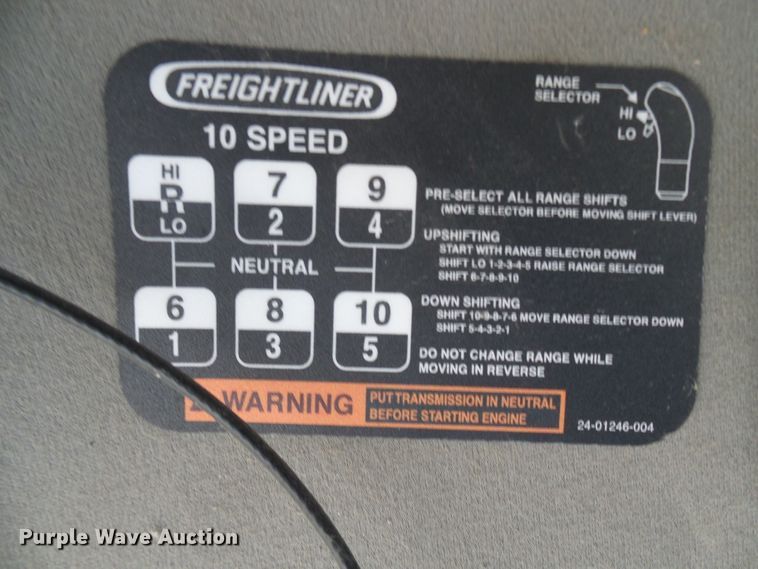 FREIGHTLINER
10 SPEED
RANGE
SELECTOR
HI
LO
HI
R
LO
7
2
9
4
NEUTRAL
6
1
8
3
10
5
PRE-SELECT ALL RANGE SHIFTS
(MOVE SELECTOR BEFORE MOVING SHIFT LEVER)
UPSHIFTING
START WITH RANGE SELECTOR DOWN
SHIFT LO 1-2-3-4-5 RAISE RANGE SELECTOR
SHIFT 6-7-8-9-10
DOWN SHIFTING
SHIFT 10-9-8-7-6 MOVE RANGE SELECTOR DOWN
SHIFT 5-4-3-2-1
DO NOT CHANGE RANGE WHILE
MOVING IN REVERSE
WARNING
PUT TRANSMISSION IN NEUTRAL
BEFORE STARTING ENGINE
24-01246-004
Purple Wave Auction